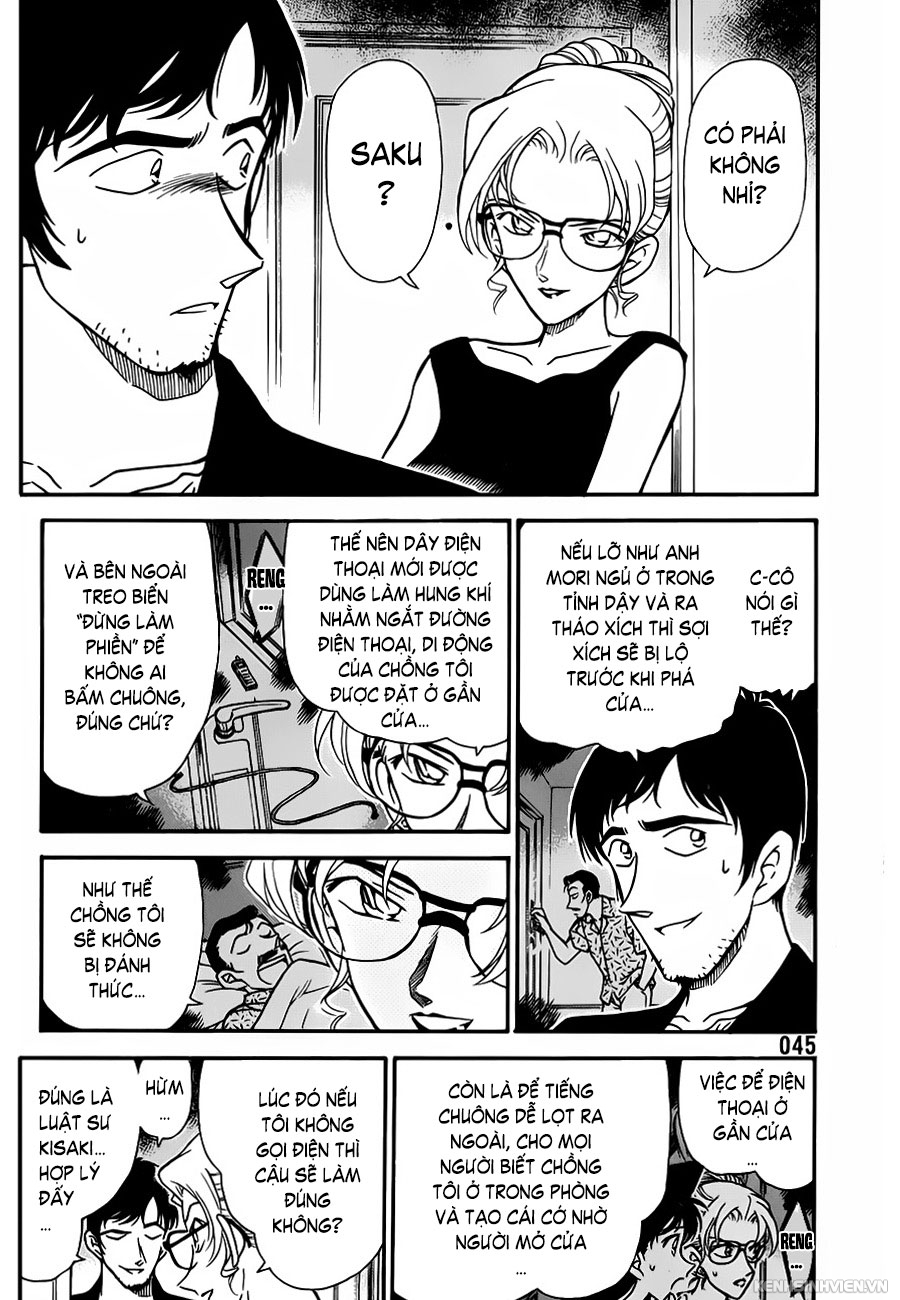 CÓ PHẢI
KHÔNG
NHỈ?
SAKU
?
C-CÔ
NÓI GÌ
THẾ?
NẾU LỠ NHƯ ANH
MORI NGỦ Ở TRONG
TỈNH DẬY VÀ RA
THÁO XÍCH THÌ SỢI
XÍCH SẼ BỊ LỘ
TRƯỚC KHI PHÁ
CỬA...
THẾ NÊN DÂY ĐIỆN
THOẠI MỚI ĐƯỢC
DÙNG LÀM HUNG KHÍ
NHẰM NGẮT ĐƯỜNG
ĐIỆN THOẠI, DI ĐỘNG
CỦA CHỒNG TÔI
ĐƯỢC ĐẶT Ở GẦN
CỬA...
RENG
...
VÀ BÊN NGOÀI
TREO BIỂN
“ĐỪNG LÀM
PHIỀN” ĐỂ
KHÔNG AI
BẤM CHUÔNG,
ĐÚNG CHỨ?
NHƯ THẾ
CHỒNG TÔI
SẼ KHÔNG
BỊ ĐÁNH
THỨC...
045
VIỆC ĐỂ ĐIỆN
THOẠI Ở
GẦN CỬA
...
RENG
...
CÒN LÀ ĐỂ TIẾNG
CHUÔNG DỄ LỌT RA
NGOÀI, CHO MỌI
NGƯỜI BIẾT CHỒNG
TÔI Ở TRONG PHÒNG
VÀ TẠO CÁI CỚ NHỜ
NGƯỜI MỞ CỬA
...
LÚC ĐÓ NẾU
TÔI KHÔNG
GỌI ĐIỆN THÌ
CẬU SẼ LÀM
ĐÚNG
KHÔNG?
HỪM
...
ĐÚNG LÀ
LUẬT SƯ
KISAKI...
HỢP LÝ
ĐẤY
...
KENHSINHVIEN.VN